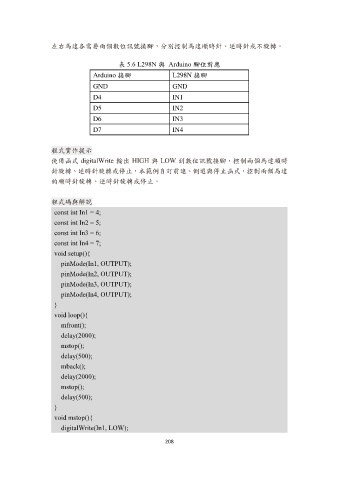 左右馬達各需要兩個數位訊號接腳，分別控制馬達順時針、逆時針或不旋轉。
表 5.6 L298N 與 Arduino 腳位對應
Arduino 接腳 L298N 接腳
GND GND
D4 IN1
D5 IN2
D6 IN3
D7 IN4
程式實作提示
使用函式 digitalWrite 輸出 HIGH 與 LOW 到數位訊號接腳，控制兩個馬達順時
針旋轉、逆時針旋轉或停止，本範例自訂前進、倒退與停止函式，控制兩個馬達
的順時針旋轉、逆時針旋轉或停止。
程式碼與解說
const int In1 = 4;
const int In2 = 5;
const int In3 = 6;
const int In4 = 7;
void setup(){
pinMode(In1, OUTPUT);
pinMode(In2, OUTPUT);
pinMode(In3, OUTPUT);
pinMode(In4, OUTPUT);
}
void loop(){
mfront();
delay(2000);
mstop();
delay(500);
mback();
delay(2000);
mstop();
delay(500);
}
void mstop(){
digitalWrite(In1, LOW);
208